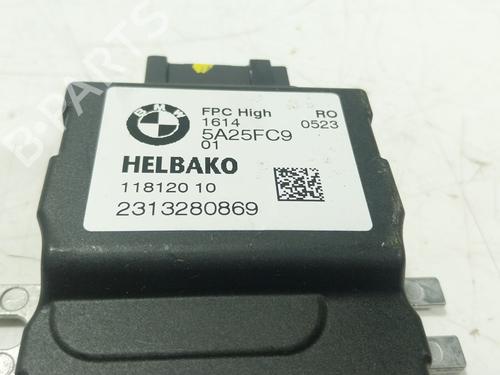 BMW
FPC High RO
1614 0523
5A25FC9
01
HELBAKO
118120 10
2313280869
B-PARTS